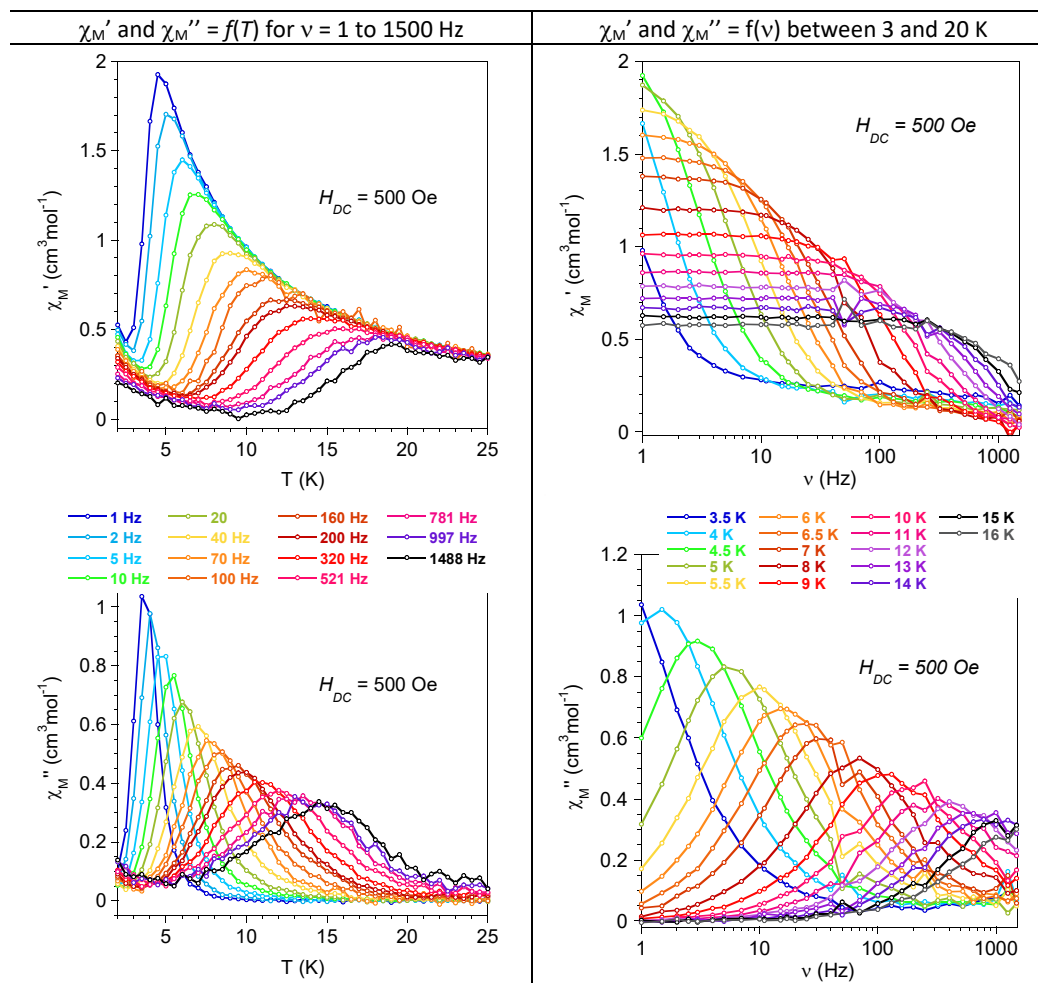 χM′ and χM″ = f(T) for ν = 1 to 1500 Hz
χM′ and χM″ = f(ν) between 3 and 20 K
2
1.5
1
0.5
0
χM′ (cm³mol⁻¹)
H_DC = 500 Oe
5
10
15
20
25
T (K)
2
1.5
1
0.5
0
χM′ (cm³mol⁻¹)
H_DC = 500 Oe
1
10
100
1000
ν (Hz)
1 Hz 20 160 Hz 781 Hz
2 Hz 40 Hz 200 Hz 997 Hz
5 Hz 70 Hz 320 Hz 1488 Hz
10 Hz 100 Hz 521 Hz
3.5 K 6 K 10 K 15 K
4 K 6.5 K 11 K 16 K
4.5 K 7 K 12 K
5 K 8 K 13 K
5.5 K 9 K 14 K
1
0.8
0.6
0.4
0.2
0
χM″ (cm³mol⁻¹)
H_DC = 500 Oe
5
10
15
20
25
T (K)
1.2
1
0.8
0.6
0.4
0.2
0
χM″ (cm³mol⁻¹)
H_DC = 500 Oe
1
10
100
1000
ν (Hz)